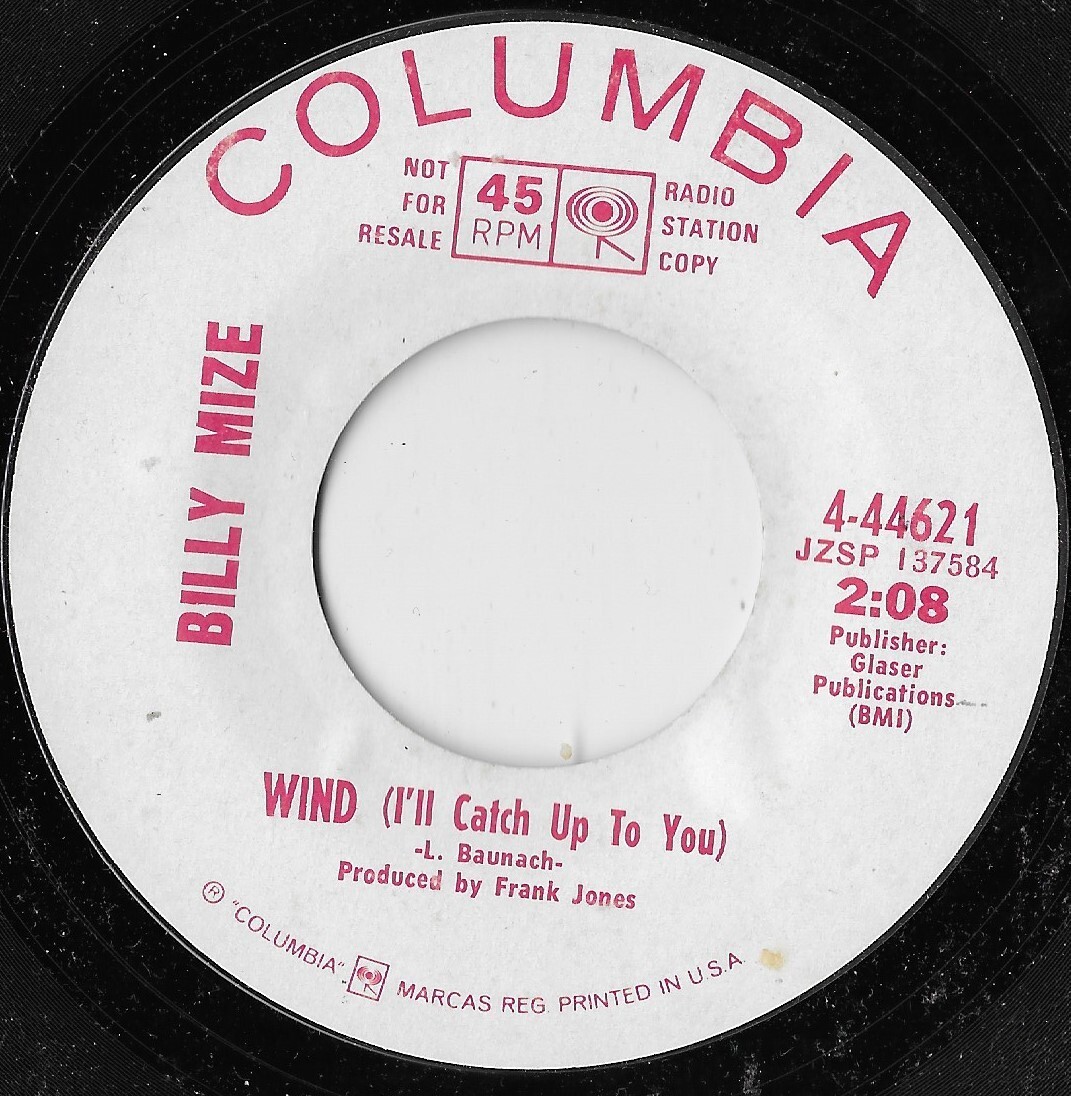 COLUMBIA
NOT
FOR
RESALE
45
RPM
RADIO
STATION
COPY
BILLY MIZE
4-44621
JZSP 137584
2:08
Publisher:
Glaser
Publications
(BMI)
WIND (I'll Catch Up To You)
-L. Baunach-
Produced by Frank Jones
® "COLUMBIA", MARCAS REG. PRINTED IN U.S.A.